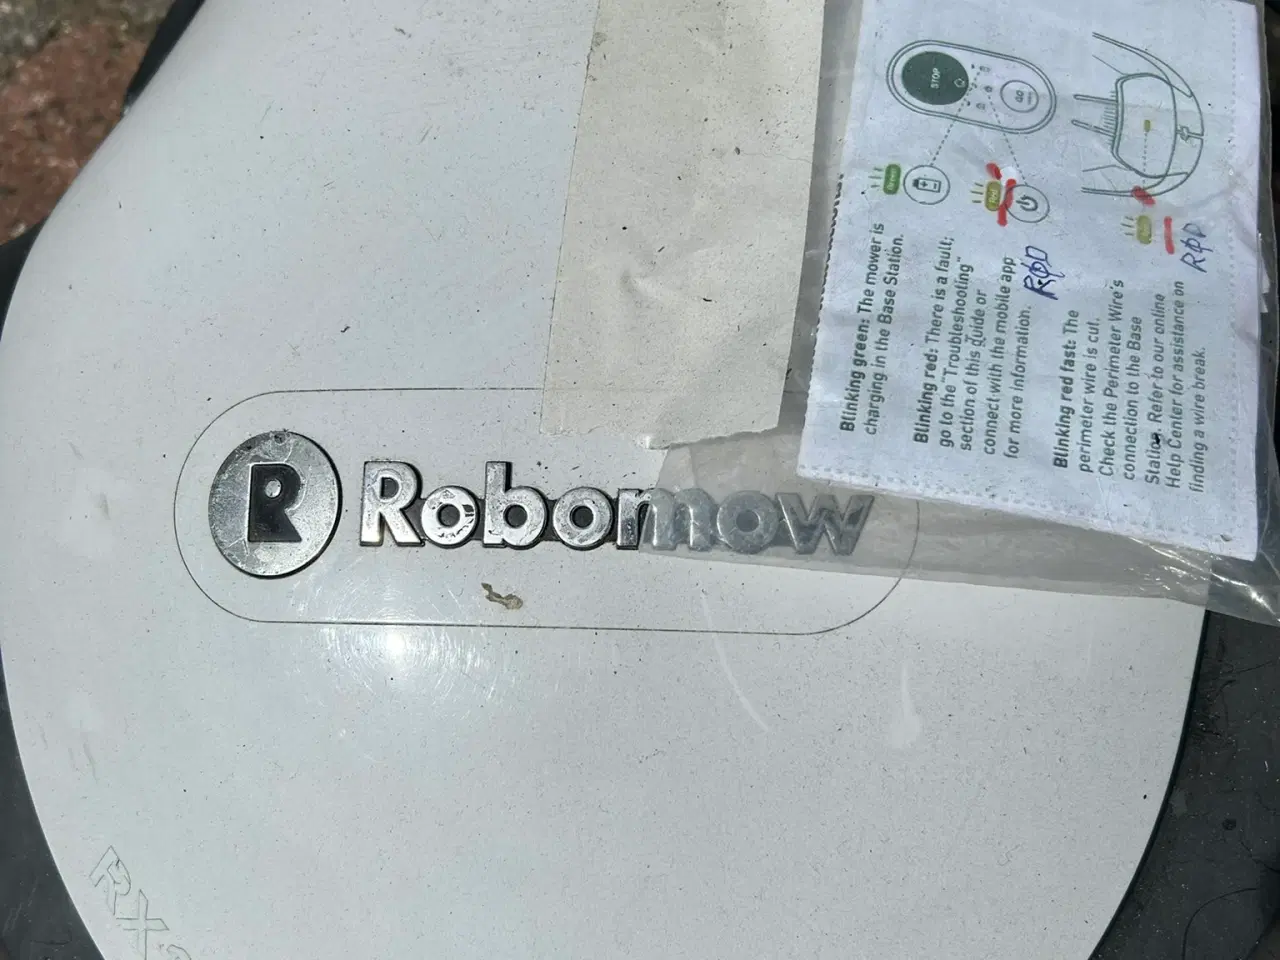 R
Robomow
RX
STOP
GO
Green
Blinking green: The mower is
charging in the Base Station.
Red
Blinking red: There is a fault;
go to the "Troubleshooting"
section of this guide or
connect with the mobile app
for more information.
RØD
Blinking red fast: The
perimeter wire is cut.
Check the Perimeter Wire's
connection to the Base
Station. Refer to our online
Help Center for assistance on
finding a wire break.
RØD